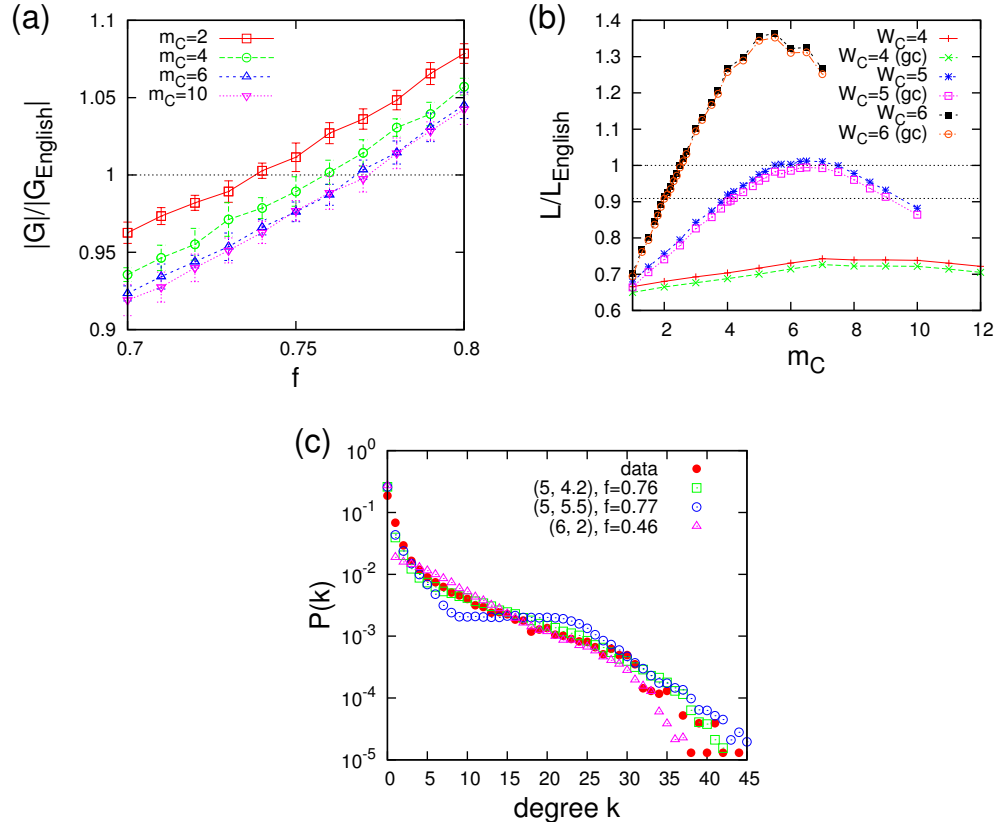 (a)
m_C=2
m_C=4
m_C=6
m_C=10
|G|/|G_English|
1.1
1.05
1
0.95
0.9
0.7
0.75
0.8
f
(b)
W_C=4
W_C=4 (gc)
W_C=5
W_C=5 (gc)
W_C=6
W_C=6 (gc)
L/L_English
1.4
1.3
1.2
1.1
1
0.9
0.8
0.7
0.6
2
4
6
8
10
12
m_C
(c)
data
(5, 4.2), f=0.76
(5, 5.5), f=0.77
(6, 2), f=0.46
P(k)
10^0
10^-1
10^-2
10^-3
10^-4
10^-5
0
5
10
15
20
25
30
35
40
45
degree k